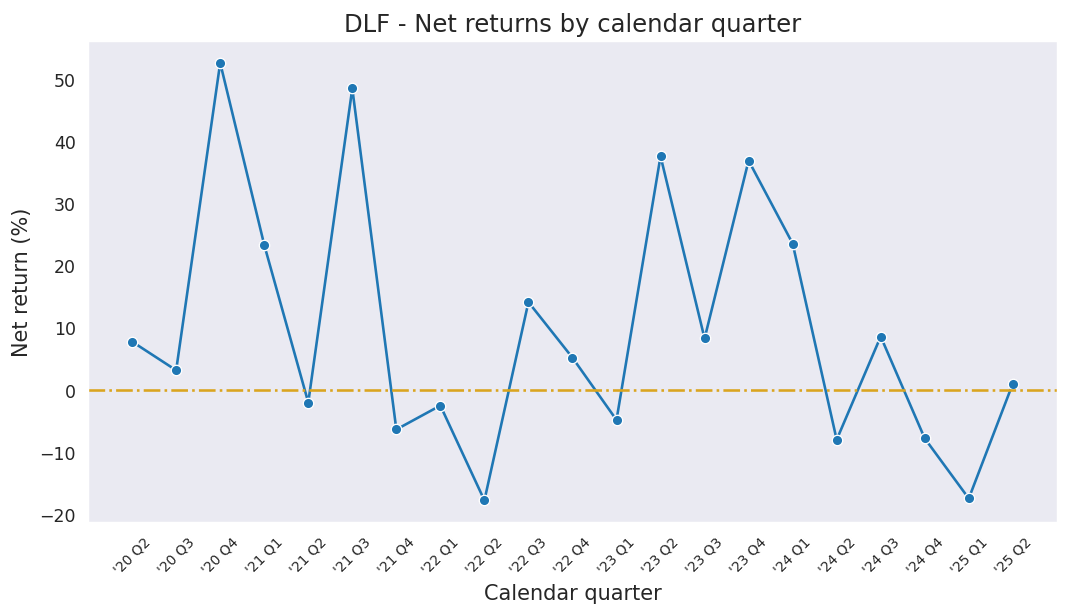 DLF - Net returns by calendar quarter
Net return (%)
50
40
30
20
10
0
−10
−20
'20 Q2
'20 Q3
'20 Q4
'21 Q1
'21 Q2
'21 Q3
'21 Q4
'22 Q1
'22 Q2
'22 Q3
'22 Q4
'23 Q1
'23 Q2
'23 Q3
'23 Q4
'24 Q1
'24 Q2
'24 Q3
'24 Q4
'25 Q1
'25 Q2
Calendar quarter